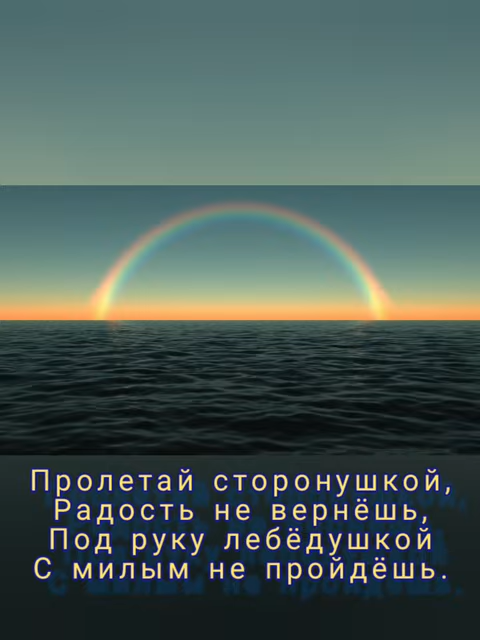 Пролетай сторонушкой,
Радость не вернёшь,
Под руку лебёдушкой
С милым не пройдёшь.